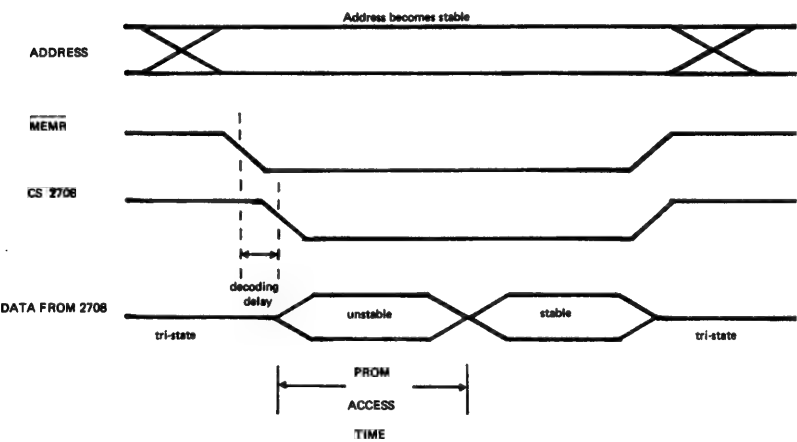 Address becomes stable
ADDRESS
MEMR
CS 2708
decoding
delay
DATA FROM 2708
unstable
stable
tri-state
tri-state
PROM
ACCESS
TIME